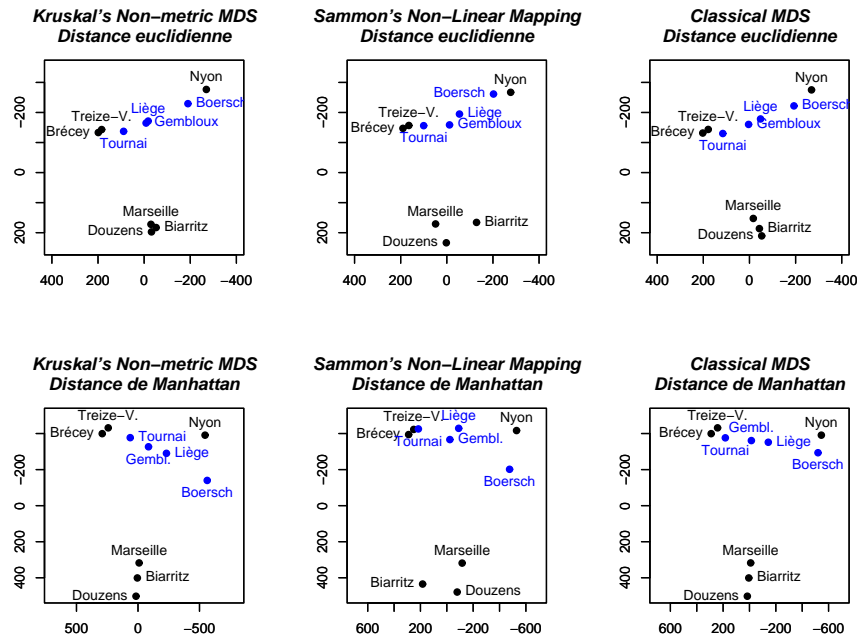 Kruskal's Non−metric MDS
Distance euclidienne
Sammon's Non−Linear Mapping
Distance euclidienne
Classical MDS
Distance euclidienne
Nyon
Boersch
Liège
Treize−V.
Brécey
Gembloux
Tournai
Marseille
Douzens
Biarritz
−200
0
200
400 200 0 −200 −400
Nyon
Boersch
Treize−V.
Liège
Brécey
Gembloux
Tournai
Marseille
Biarritz
Douzens
−200
0
200
400 200 0 −200 −400
Nyon
Boersch
Liège
Treize−V.
Brécey
Gembloux
Tournai
Marseille
Biarritz
Douzens
−200
0
200
400 200 0 −200 −400
Kruskal's Non−metric MDS
Distance de Manhattan
Sammon's Non−Linear Mapping
Distance de Manhattan
Classical MDS
Distance de Manhattan
Treize−V.
Nyon
Brécey
Tournai
Gembl.
Liège
Boersch
Marseille
Biarritz
Douzens
−200
0
200
400
500 0 −500
Treize−V.
Liège
Nyon
Brécey
Tournai
Gembl.
Boersch
Marseille
Biarritz
Douzens
−200
0
200
400
600 400 200 0 −200 −600
Treize−V.
Nyon
Gembl.
Brécey
Tournai
Liège
Boersch
Marseille
Biarritz
Douzens
−200
0
200
400
600 200 0 −200 −600